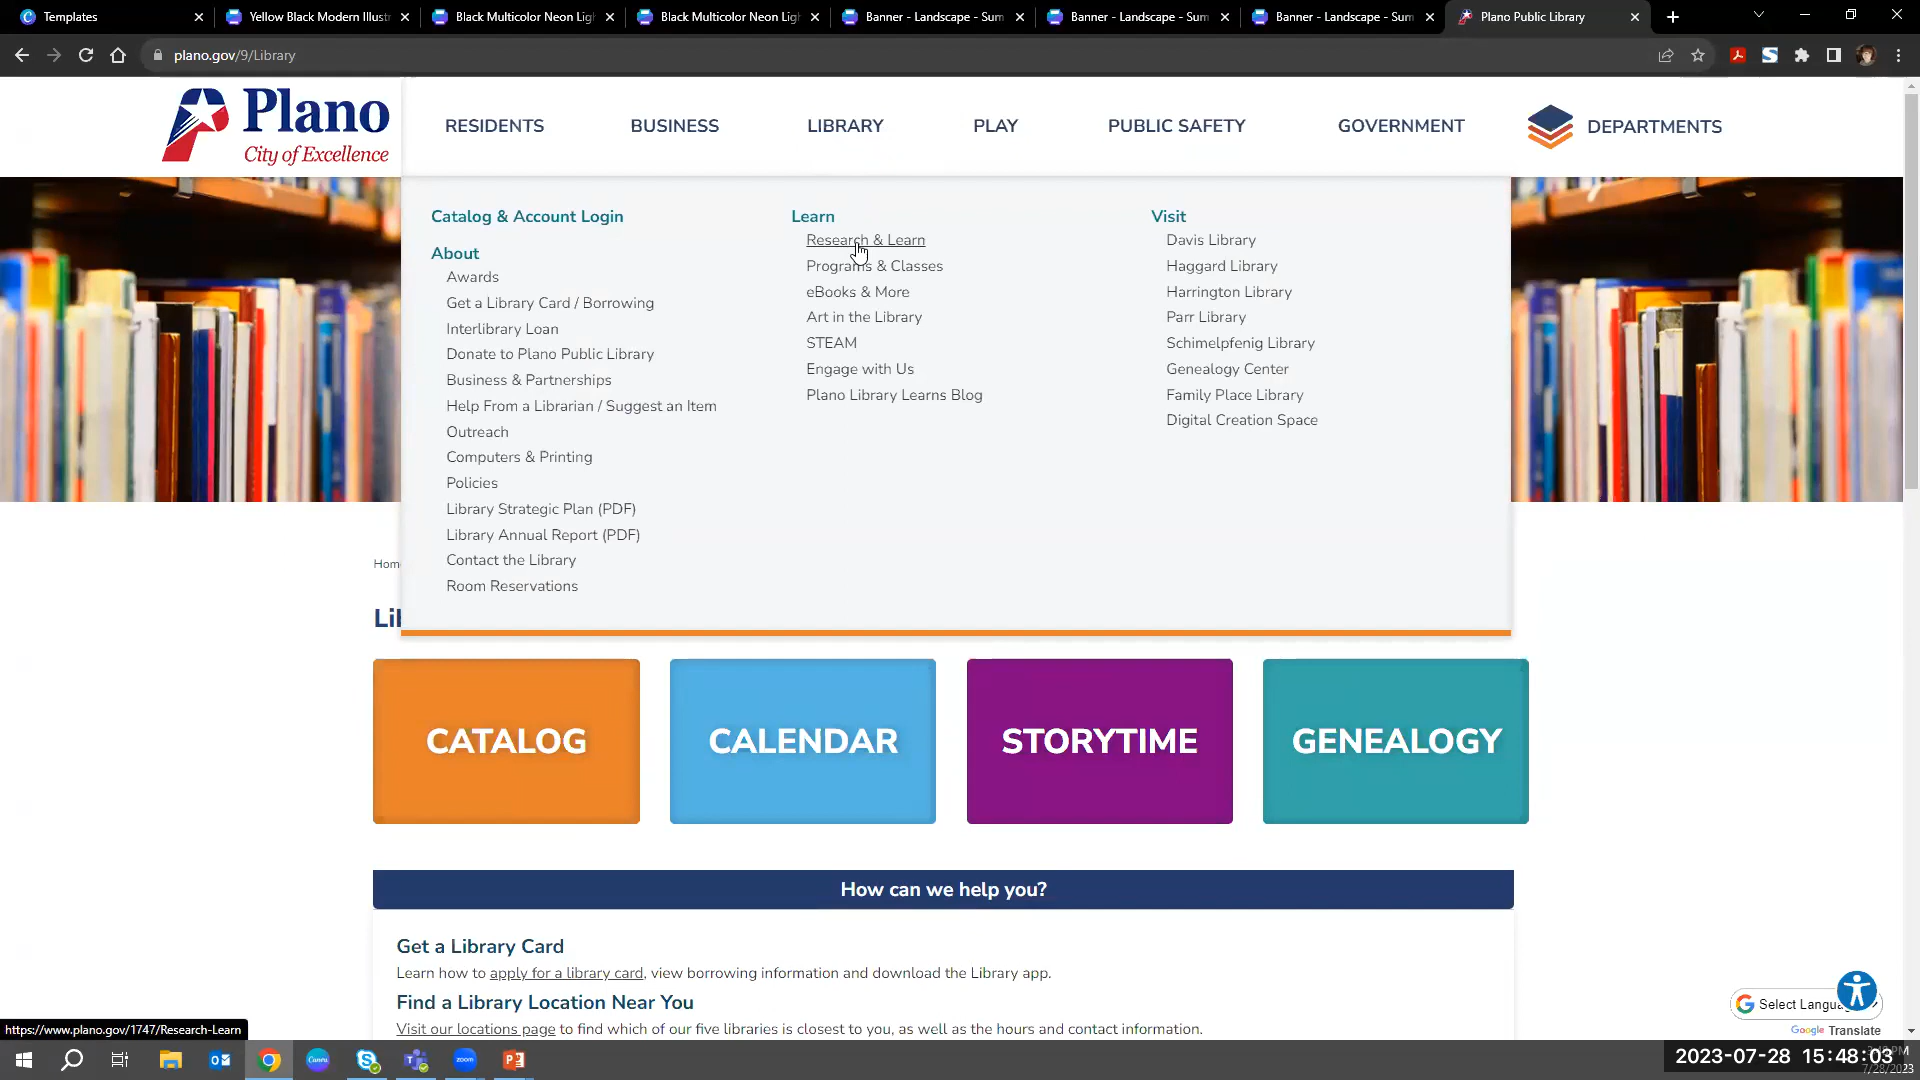 Templates
Yellow Black Modern Illustr
Black Multicolor Neon Ligh
Black Multicolor Neon Ligh
Banner - Landscape - Sum
Banner - Landscape - Sum
Banner - Landscape - Sum
Plano Public Library
plano.gov/9/Library
Plano
City of Excellence
RESIDENTS
BUSINESS
LIBRARY
PLAY
PUBLIC SAFETY
GOVERNMENT
DEPARTMENTS
Catalog & Account Login
About
Awards
Get a Library Card / Borrowing
Interlibrary Loan
Donate to Plano Public Library
Business & Partnerships
Help From a Librarian / Suggest an Item
Outreach
Computers & Printing
Policies
Library Strategic Plan (PDF)
Library Annual Report (PDF)
Contact the Library
Room Reservations
Learn
Research & Learn
Programs & Classes
eBooks & More
Art in the Library
STEAM
Engage with Us
Plano Library Learns Blog
Visit
Davis Library
Haggard Library
Harrington Library
Parr Library
Schimelpfenig Library
Genealogy Center
Family Place Library
Digital Creation Space
Hom
Lib
CATALOG
CALENDAR
STORYTIME
GENEALOGY
How can we help you?
Get a Library Card
Learn how to apply for a library card, view borrowing information and download the Library app.
Find a Library Location Near You
Visit our locations page to find which of our five libraries is closest to you, as well as the hours and contact information.
Select Langua
Google Translate
https://www.plano.gov/1747/Research-Learn
2023-07-28 15:48:03
7/28/2023